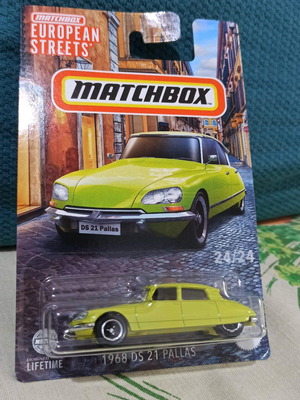 MATCHBOX
EUROPEAN
STREETS
MATCHBOX
DS 21 Pallas
24/24
1968 DS 21 PALLAS
LIFETIME